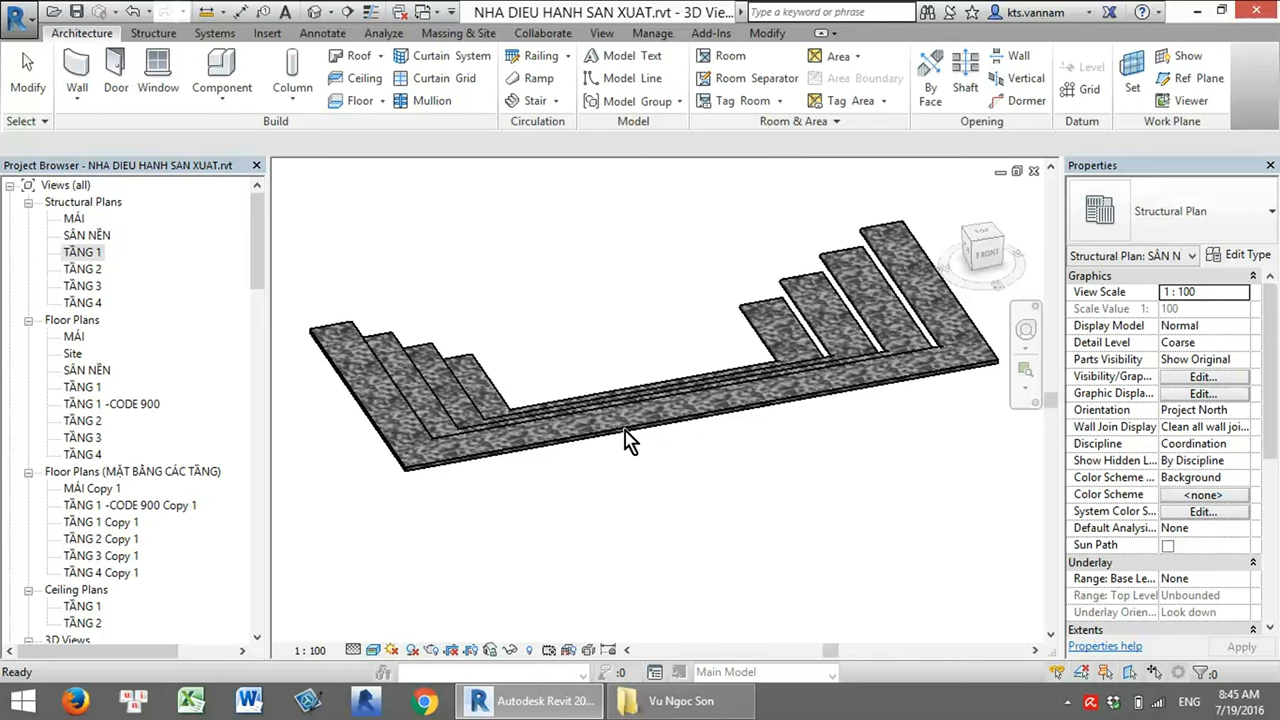 NHA DIEU HANH SAN XUAT.rvt - 3D Vie...
Type a keyword or phrase
kts.vannam
Architecture Structure Systems Insert Annotate Analyze Massing & Site Collaborate View Manage Add-Ins Modify
Modify Wall Door Window Component Column
Roof Curtain System
Ceiling Curtain Grid
Floor Mullion
Railing
Ramp
Stair
Model Text
Model Line
Model Group
Room
Room Separator
Tag Room
Area
Area Boundary
Tag Area
By Face Shaft
Wall
Vertical
Dormer
Level
Grid
Set
Show
Ref Plane
Viewer
Select Build Circulation Model Room & Area Opening Datum Work Plane
Project Browser - NHA DIEU HANH SAN XUAT.rvt
Views (all)
Structural Plans
MÁI
SÂN NỀN
TẦNG 1
TẦNG 2
TẦNG 3
TẦNG 4
Floor Plans
MÁI
Site
SÂN NỀN
TẦNG 1
TẦNG 1 -CODE 900
TẦNG 2
TẦNG 3
TẦNG 4
Floor Plans (MẶT BẰNG CÁC TẦNG)
MÁI Copy 1
TẦNG 1 -CODE 900 Copy 1
TẦNG 1 Copy 1
TẦNG 2 Copy 1
TẦNG 3 Copy 1
TẦNG 4 Copy 1
Ceiling Plans
TẦNG 1
TẦNG 2
3D Views
TOP
FRONT
Properties
Structural Plan
Structural Plan: SÂN N
Edit Type
Graphics
View Scale 1 : 100
Scale Value 1: 100
Display Model Normal
Detail Level Coarse
Parts Visibility Show Original
Visibility/Grap... Edit...
Graphic Displa... Edit...
Orientation Project North
Wall Join Display Clean all wall joi...
Discipline Coordination
Show Hidden L... By Discipline
Color Scheme ... Background
Color Scheme <none>
System Color S... Edit...
Default Analysi... None
Sun Path
Underlay
Range: Base Le... None
Range: Top Level Unbounded
Underlay Orien... Look down
Extents
Properties help
Apply
1 : 100
Ready
:0
Main Model
:0
Autodesk Revit 20...
Vu Ngoc Son
ENG
8:45 AM
7/19/2016